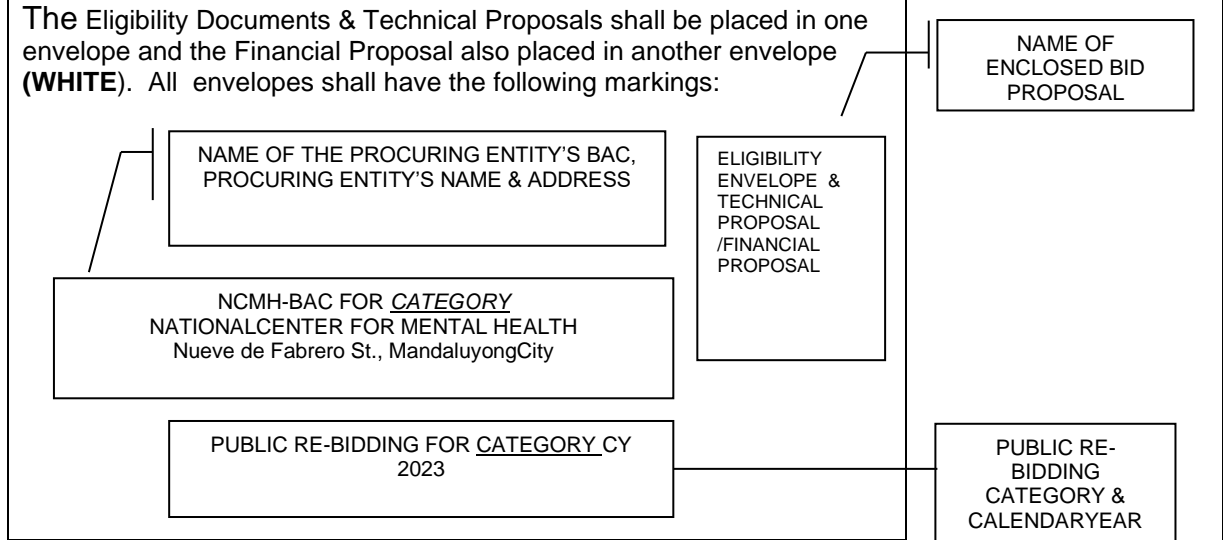 The Eligibility Documents & Technical Proposals shall be placed in one
envelope and the Financial Proposal also placed in another envelope
(WHITE). All envelopes shall have the following markings:
NAME OF
ENCLOSED BID
PROPOSAL
NAME OF THE PROCURING ENTITY’S BAC,
PROCURING ENTITY’S NAME & ADDRESS
ELIGIBILITY
ENVELOPE &
TECHNICAL
PROPOSAL
/FINANCIAL
PROPOSAL
NCMH-BAC FOR CATEGORY
NATIONALCENTER FOR MENTAL HEALTH
Nueve de Fabrero St., MandaluyongCity
PUBLIC RE-BIDDING FOR CATEGORY CY
2023
PUBLIC RE-
BIDDING
CATEGORY &
CALENDARYEAR